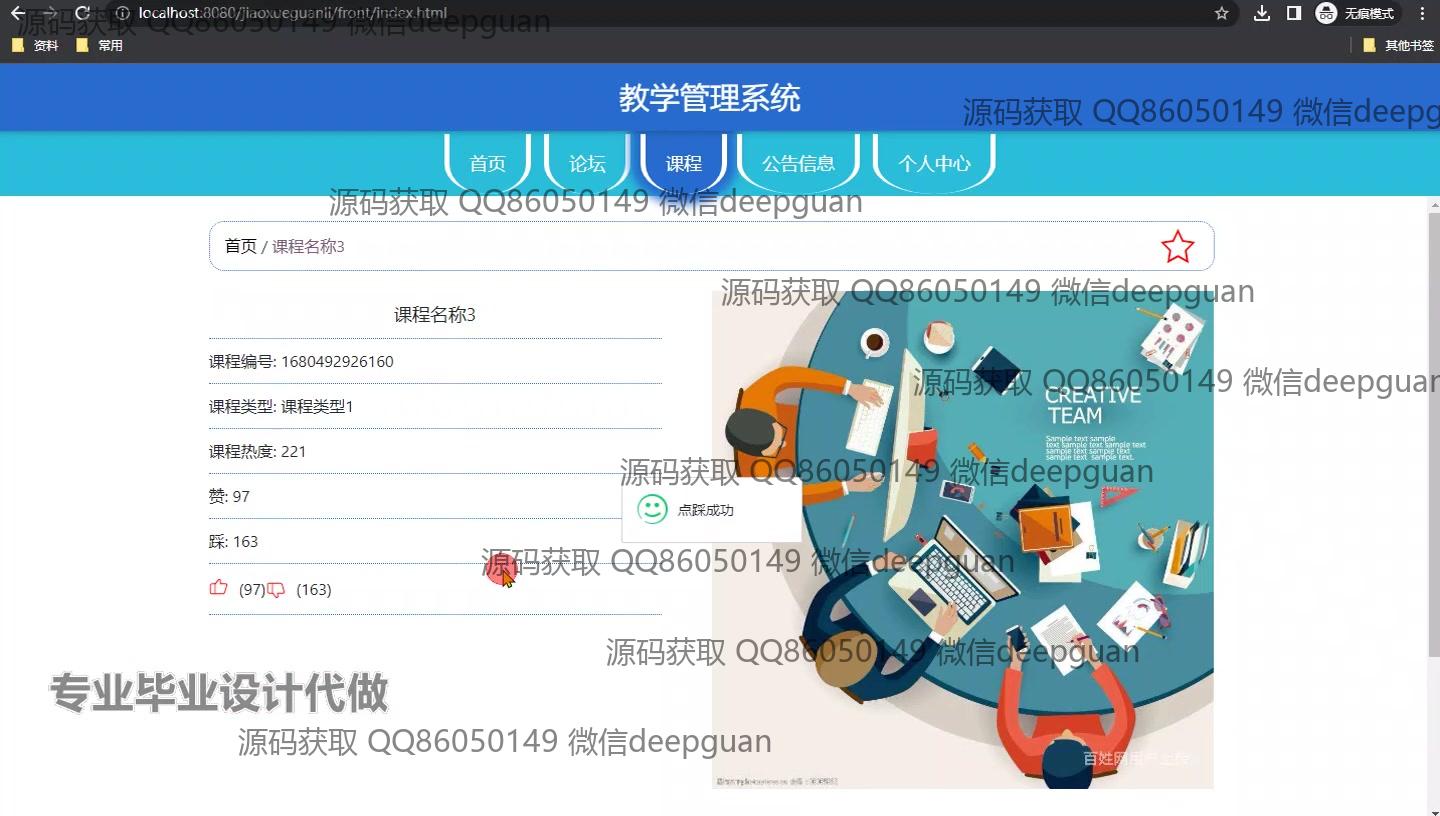 localhost:8080/jiaoxueguanli/front/index.html
无痕模式
源码获取 QQ86050149 微信deepguan
资料
常用
其他书签
教学管理系统
源码获取 QQ86050149 微信deepg
首页
论坛
课程
公告信息
个人中心
源码获取 QQ86050149 微信deepguan
首页 / 课程名称3
源码获取 QQ86050149 微信deepguan
课程名称3
课程编号: 1680492926160
源码获取 QQ86050149 微信deepguan
CREATIVE
TEAM
课程类型: 课程类型1
Sample text sample
text sample text sample text
sample text sample text
sample text sample text.
课程热度: 221
源码获取 QQ86050149 微信deepguan
赞: 97
点踩成功
踩: 163
源码获取 QQ86050149 微信deepguan
(97) (163)
源码获取 QQ86050149 微信deepguan
专业毕业设计代做
源码获取 QQ86050149 微信deepguan
百姓网用户上传